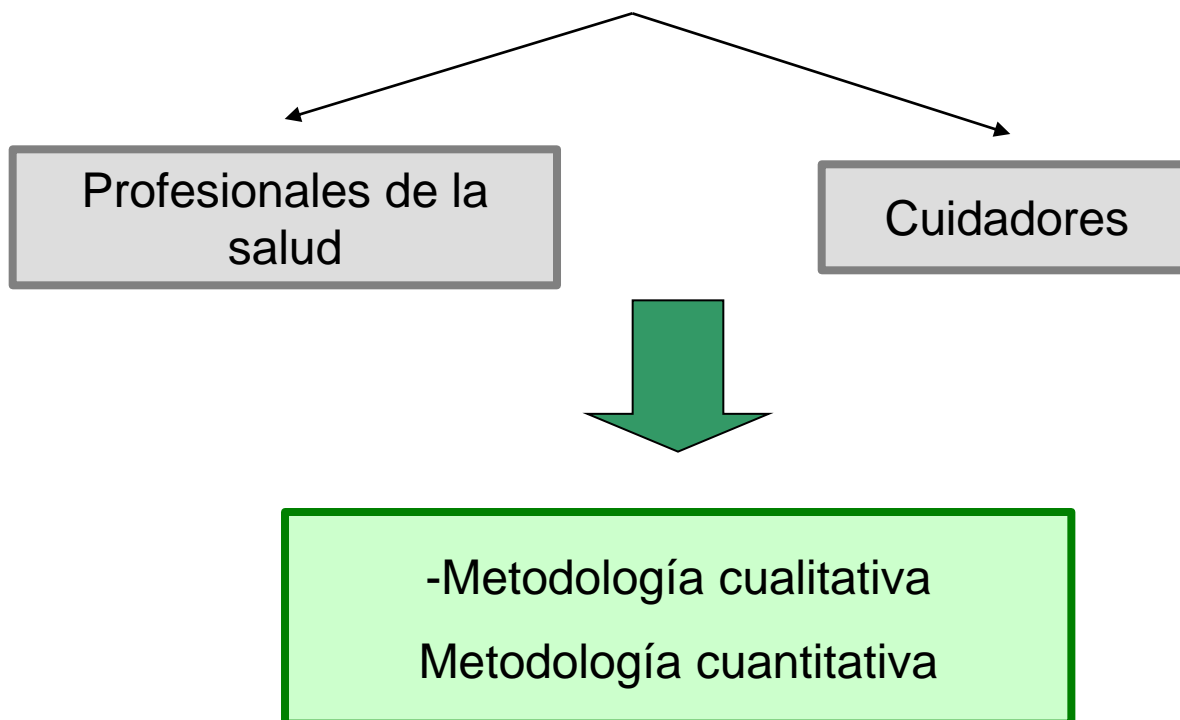 Profesionales de la
salud
Cuidadores
-Metodología cualitativa
Metodología cuantitativa